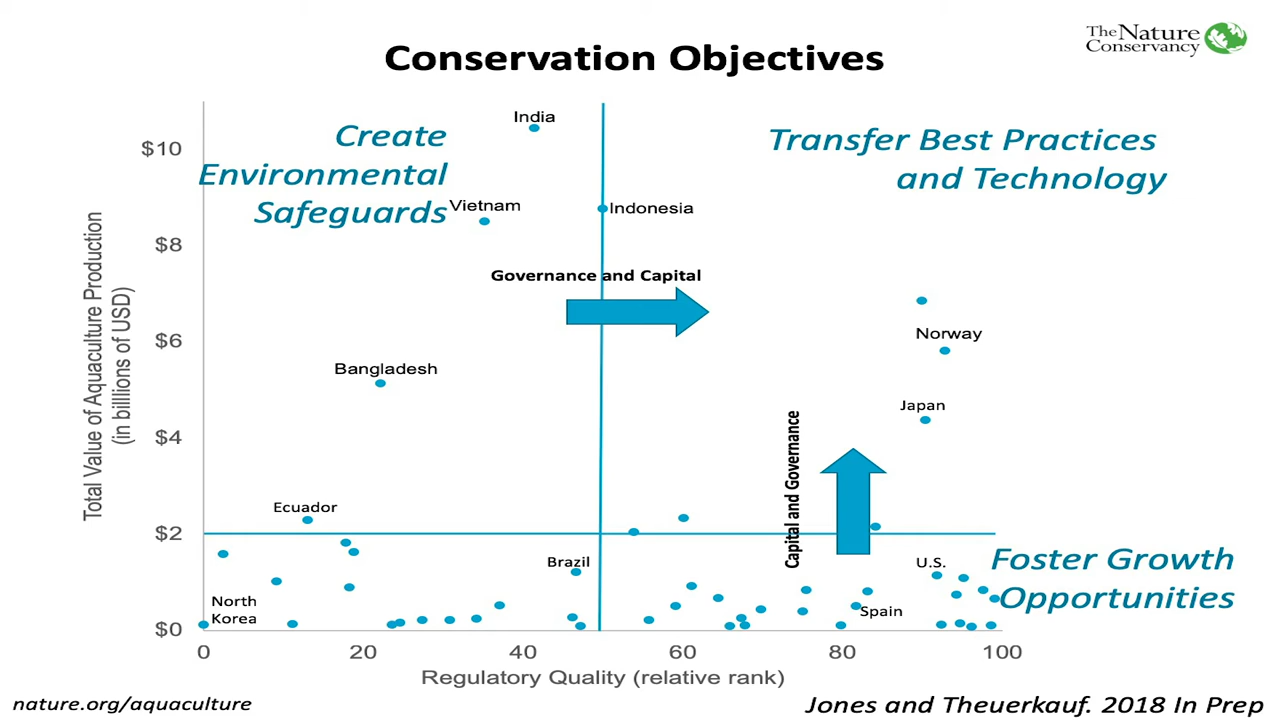 The Nature
Conservancy
Conservation Objectives
Create
Environmental
Safeguards
Transfer Best Practices
and Technology
India
Vietnam
Indonesia
Governance and Capital
Norway
Bangladesh
Japan
Capital and Governance
Ecuador
Brazil
U.S.
Foster Growth
Opportunities
North
Korea
Spain
Total Value of Aquaculture Production
(in billlions of USD)
$10
$8
$6
$4
$2
$0
0 20 40 60 80 100
Regulatory Quality (relative rank)
nature.org/aquaculture
Jones and Theuerkauf. 2018 In Prep